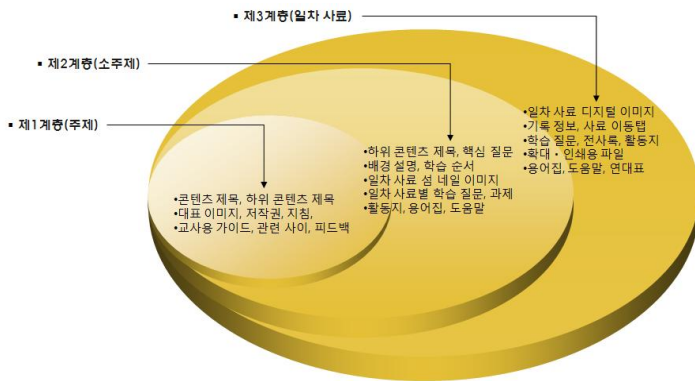 ▪ 제3계층(일차 사료)
▪ 제2계층(소주제)
▪ 제1계층(주제)
•일차 사료 디지털 이미지
•기록 정보, 사료 이동탭
•학습 질문, 전사록, 활동지
•확대・인쇄용 파일
•용어집, 도움말, 연대표
•하위 콘텐츠 제목, 핵심 질문
•배경 설명, 학습 순서
•일차 사료 섬 네일 이미지
•일차 사료별 학습 질문, 과제
•활동지, 용어집, 도움말
•콘텐츠 제목, 하위 콘텐츠 제목
•대표 이미지, 저작권, 지침,
•교사용 가이드, 관련 사이, 피드백